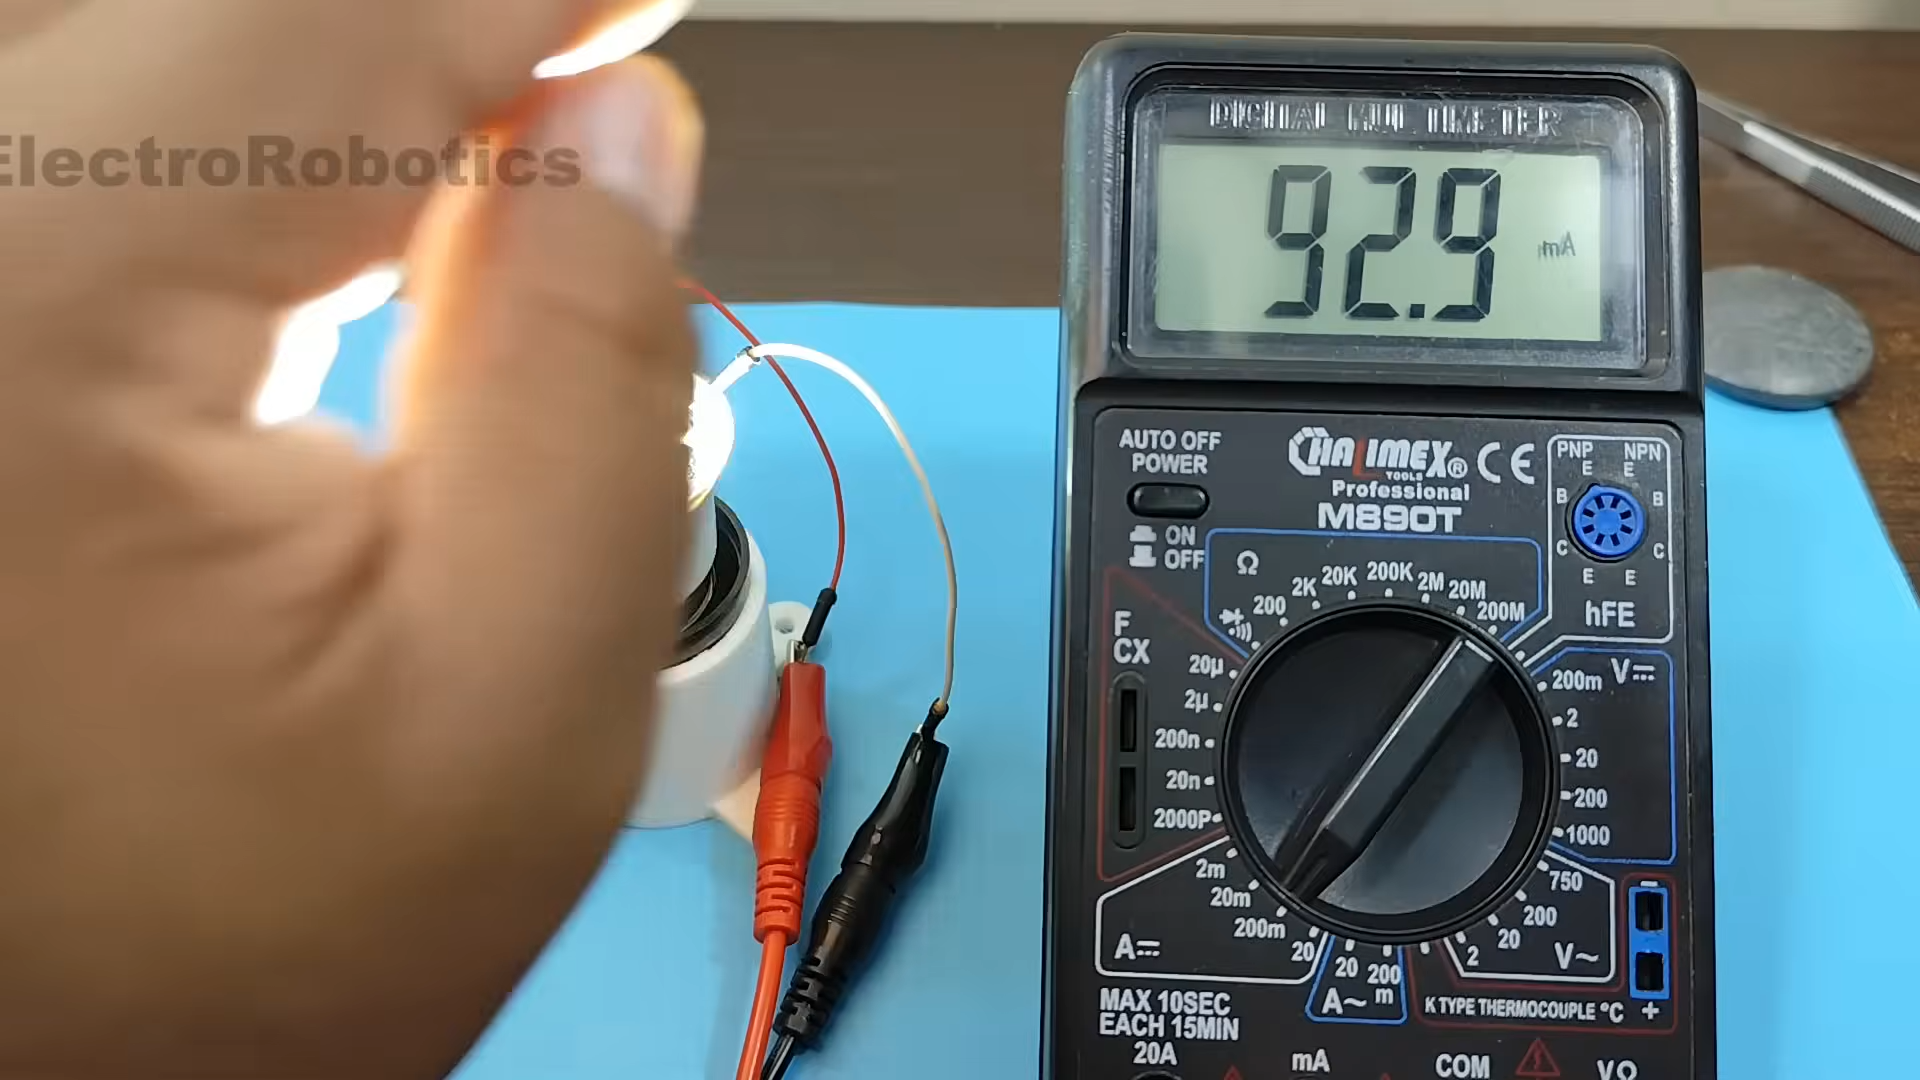 ElectroRobotics
DIGITAL MULTIMETER
92.9 mA
AUTO OFF
POWER
ON
OFF
CHALIMEX® CE
TOOLS
Professional
M890T
PNP NPN
E E
B B
C C
E E
hFE
Ω 200 2K 20K 200K 2M 20M 200M
F
CX
20µ
2µ
200n
20n
2000P
V
200m
2
20
200
1000
2m
20m
200m
20
A
20 200
m
A~
750
200
20
2
V~
K TYPE THERMOCOUPLE °C
+
MAX 10SEC
EACH 15MIN
20A mA COM VΩ